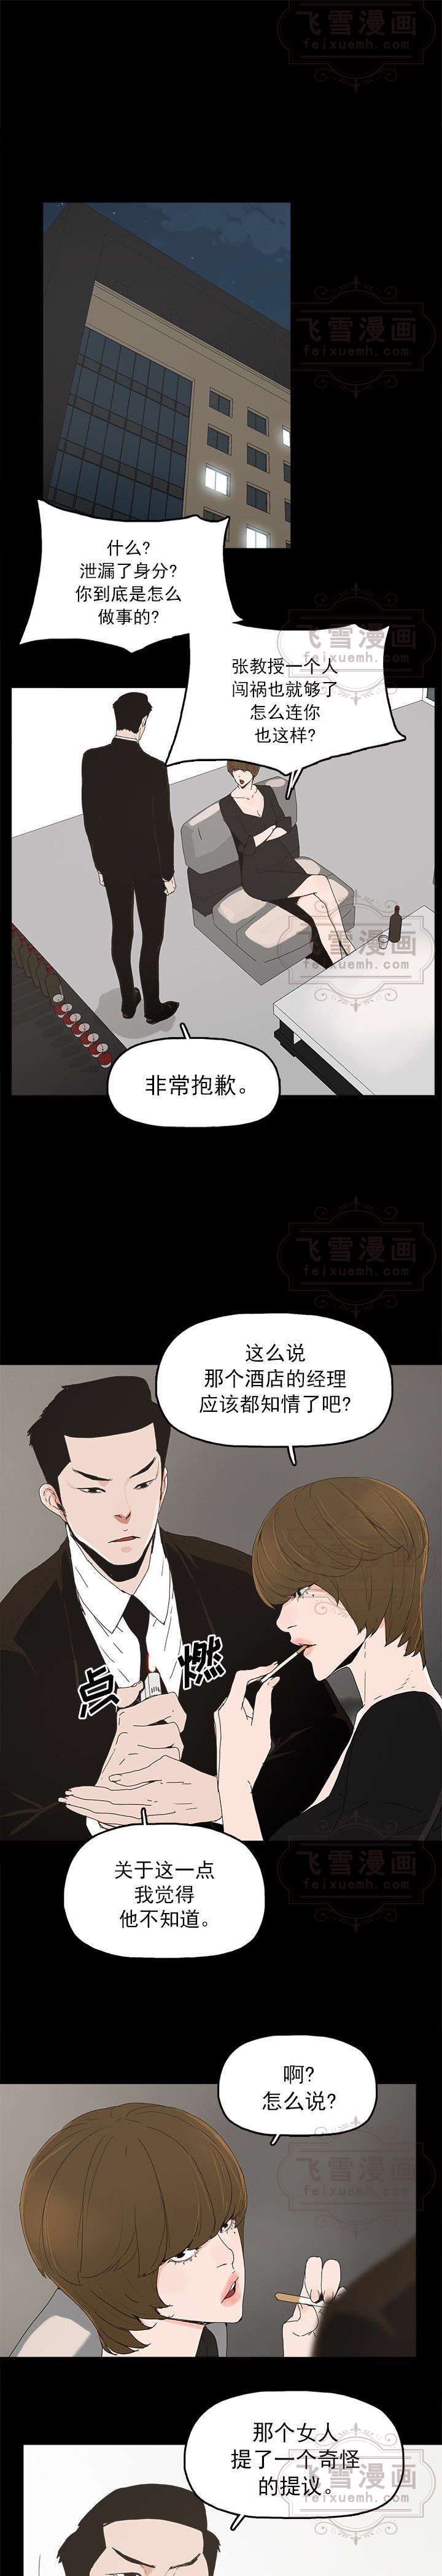 飞雪漫画
feixuemh.com
飞雪漫画
feixuemh.com
什么?
泄漏了身分?
你到底是怎么
做事的?
飞雪漫画
feixuemh.com
张教授一个人
闯祸也就够了
怎么连你
也这样?
飞雪漫画
feixuemh.com
非常抱歉。
飞雪漫画
feixuemh.com
这么说
那个酒店的经理
应该都知情了吧?
点燃
飞雪漫画
feixuemh.com
关于这一点
我觉得
他不知道。
啊?
怎么说?
飞雪漫画
feixuemh.com
那个女人
提了一个奇怪
的提议。
飞雪漫画
feixuemh.com